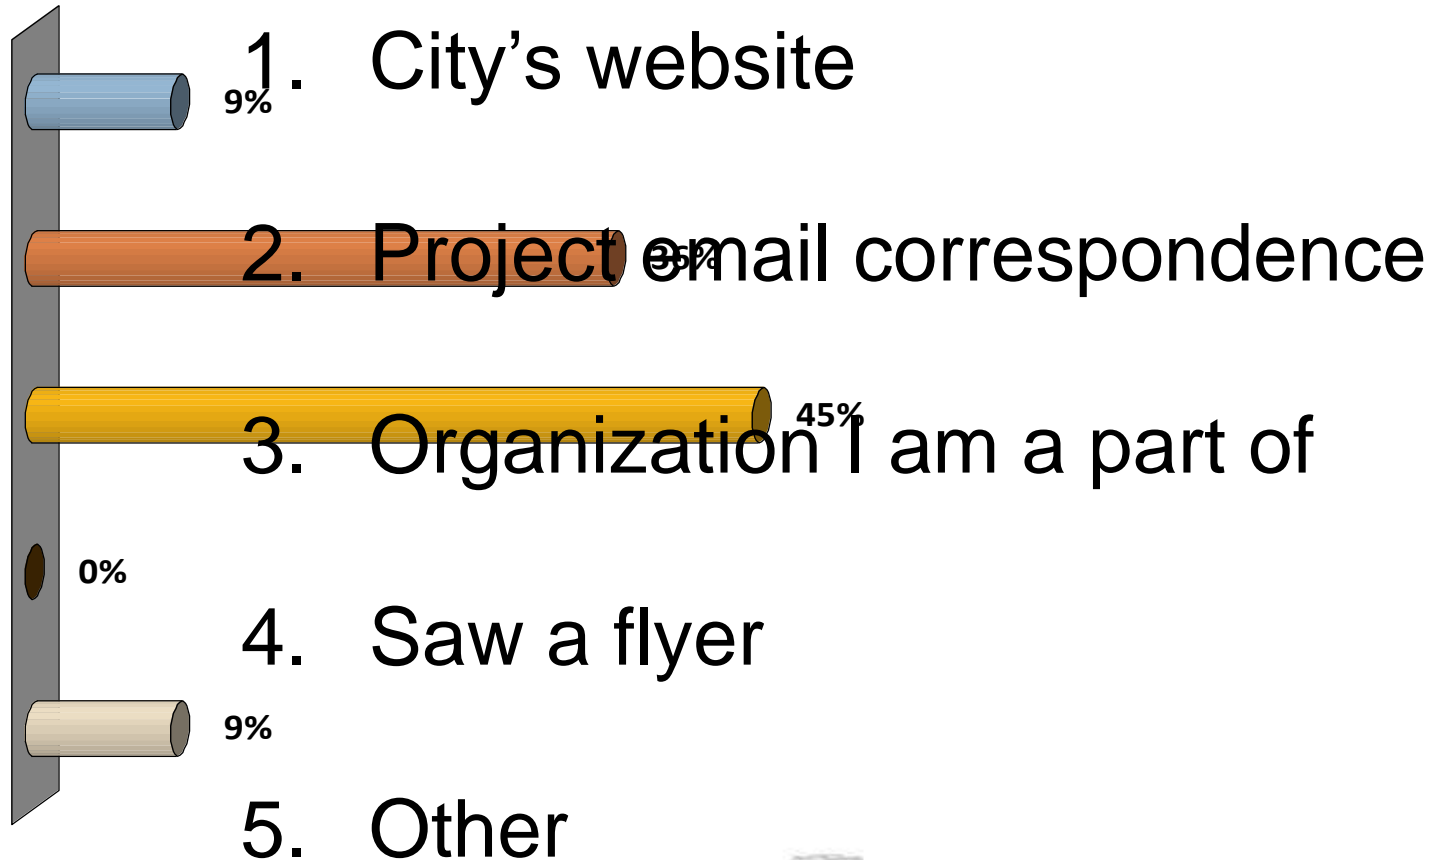 1. City’s website
9%
2. Project email correspondence
36%
3. Organization I am a part of
45%
0%
4. Saw a flyer
9%
5. Other